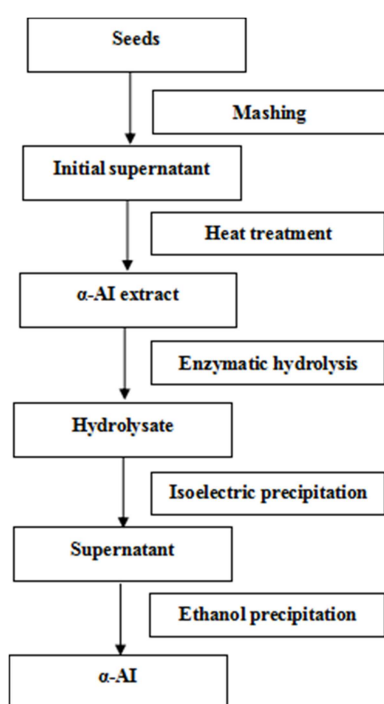 Seeds
Mashing
Initial supernatant
Heat treatment
α-AI extract
Enzymatic hydrolysis
Hydrolysate
Isoelectric precipitation
Supernatant
Ethanol precipitation
α-AI